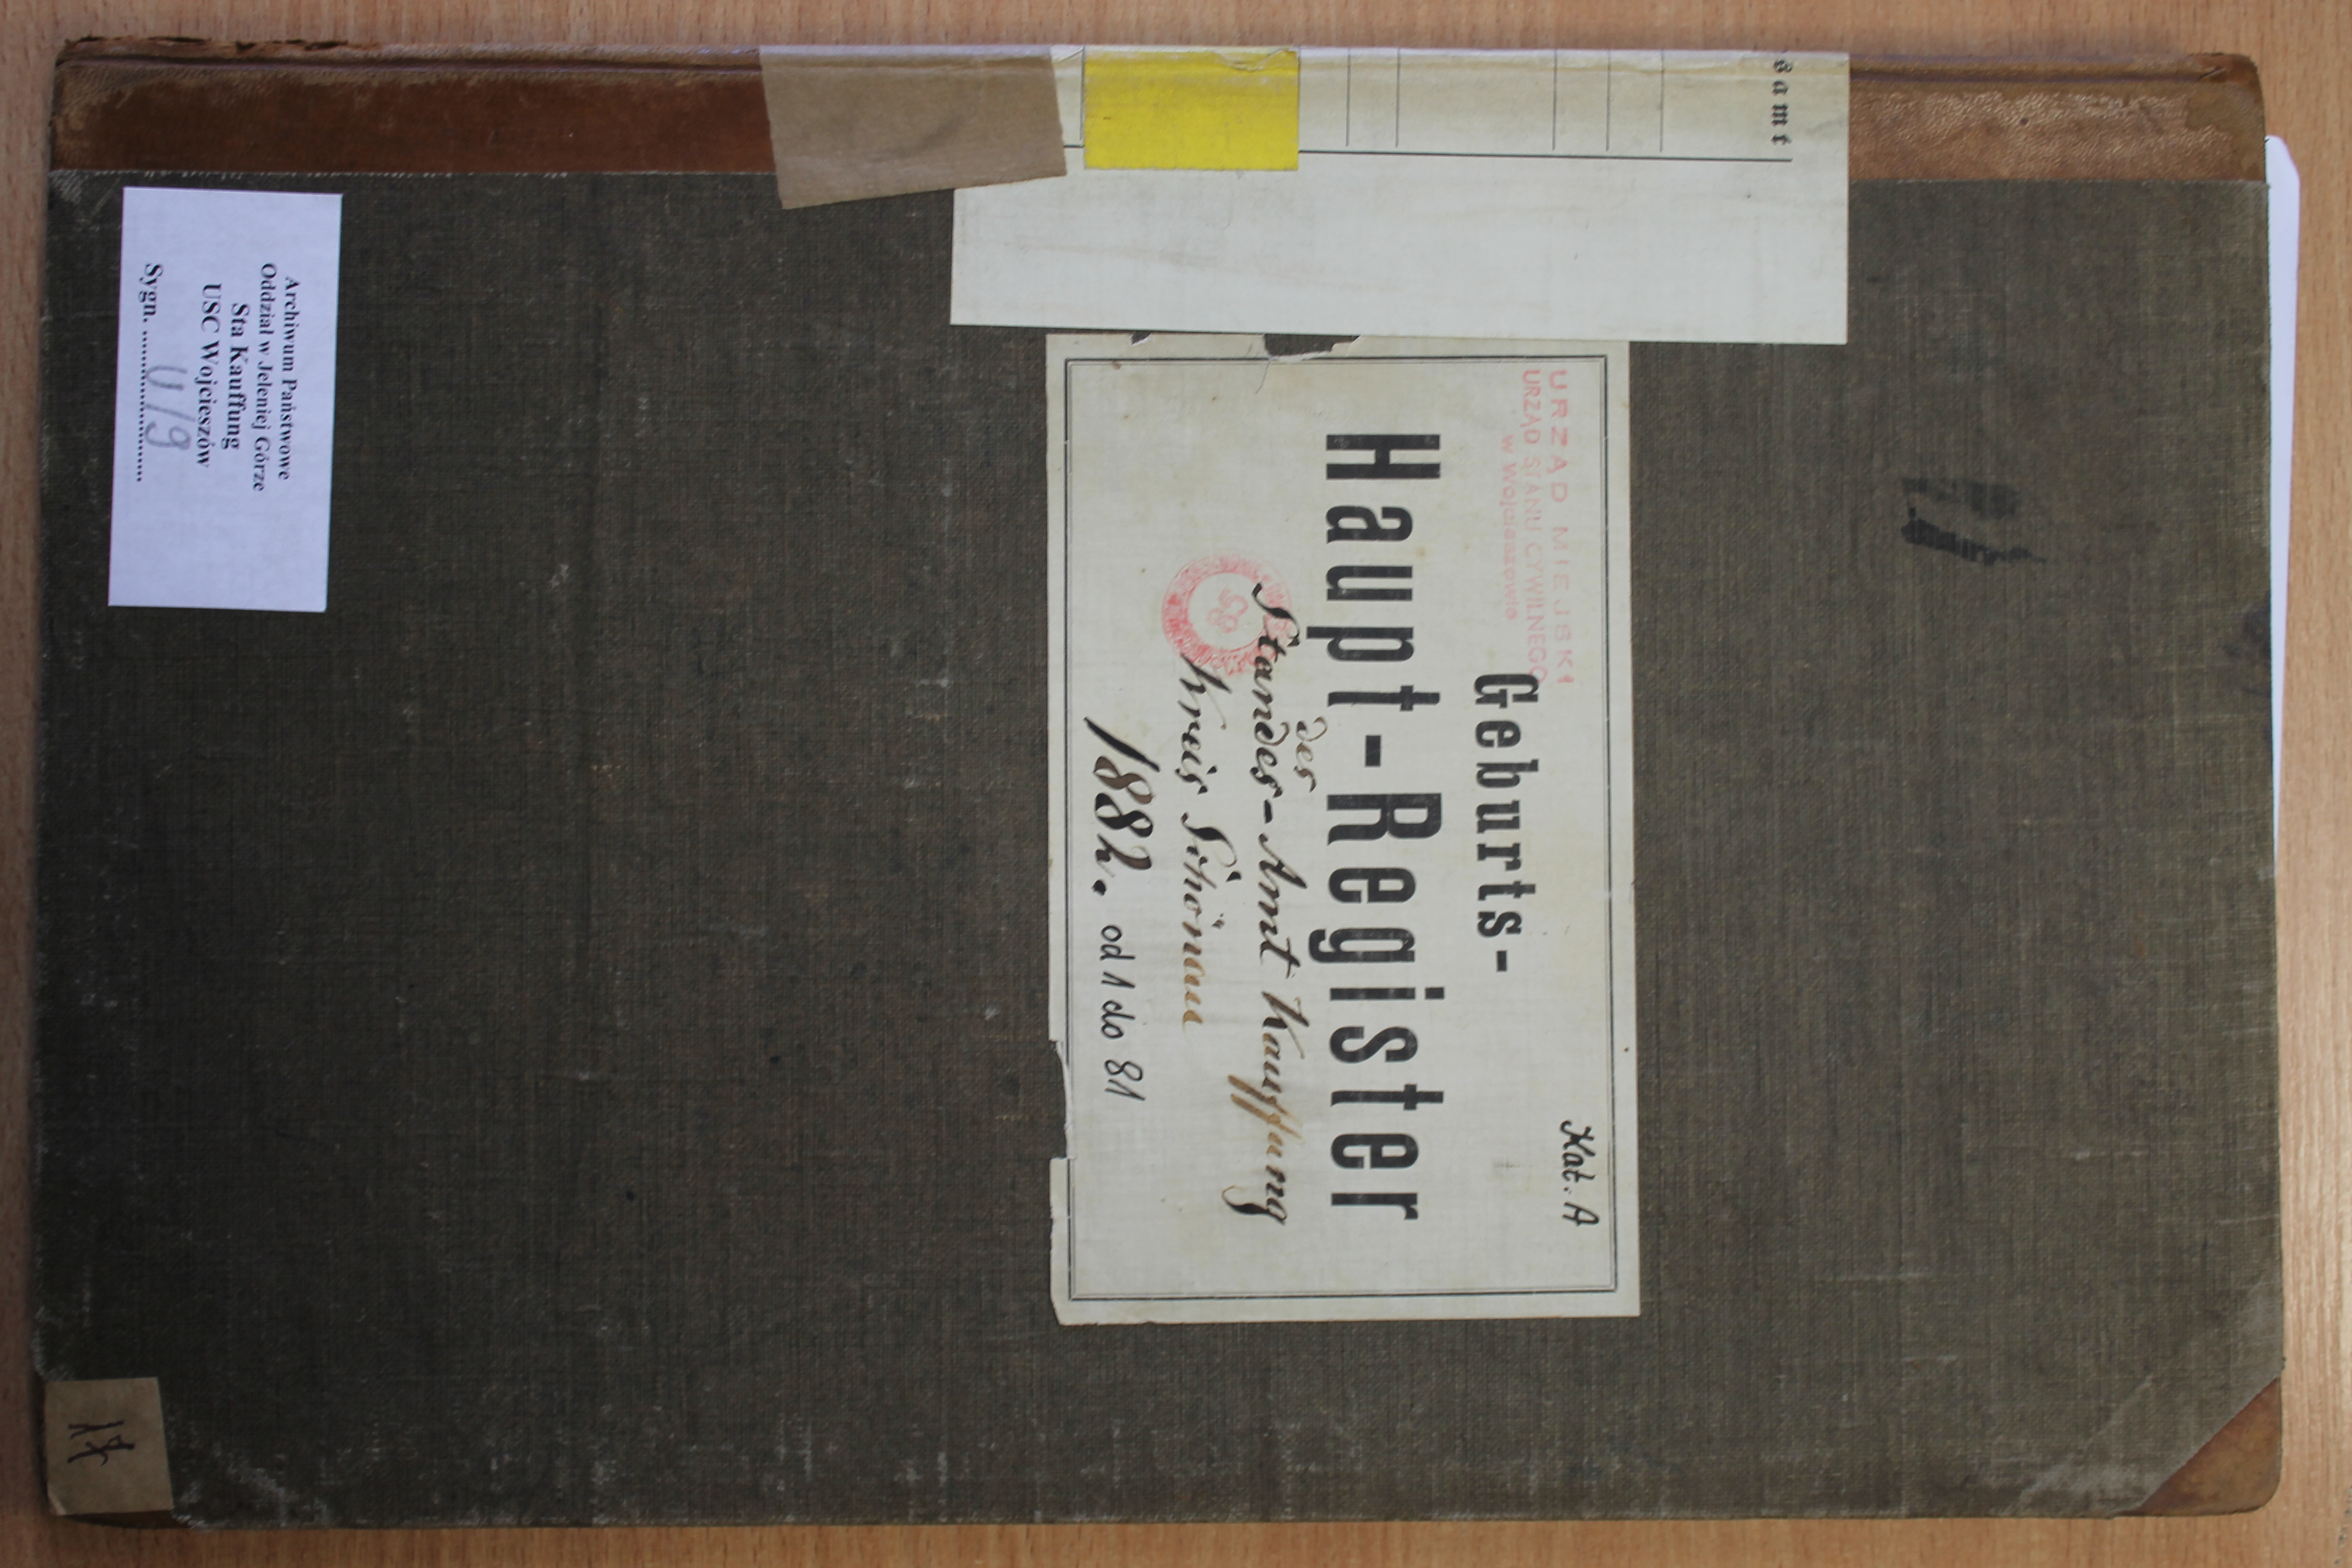 samt
Kat. A
URZĄD MIEJSKI
URZĄD STANU CYWILNEGO
w Wojcieszowie
Geburts-
Haupt-Register
des
Standes-Amt Kauffung
Kreis Schönau
1882. od 1 do 81
Archiwum Państwowe
Oddział w Jeleniej Górze
Sta Kauffung
USC Wojcieszów
Sygn. ........................